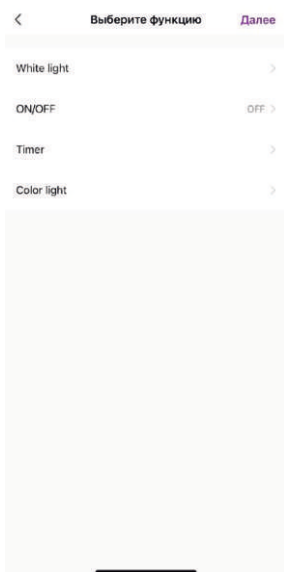 Выберите функцию Далее
White light
ON/OFF OFF
Timer
Color light